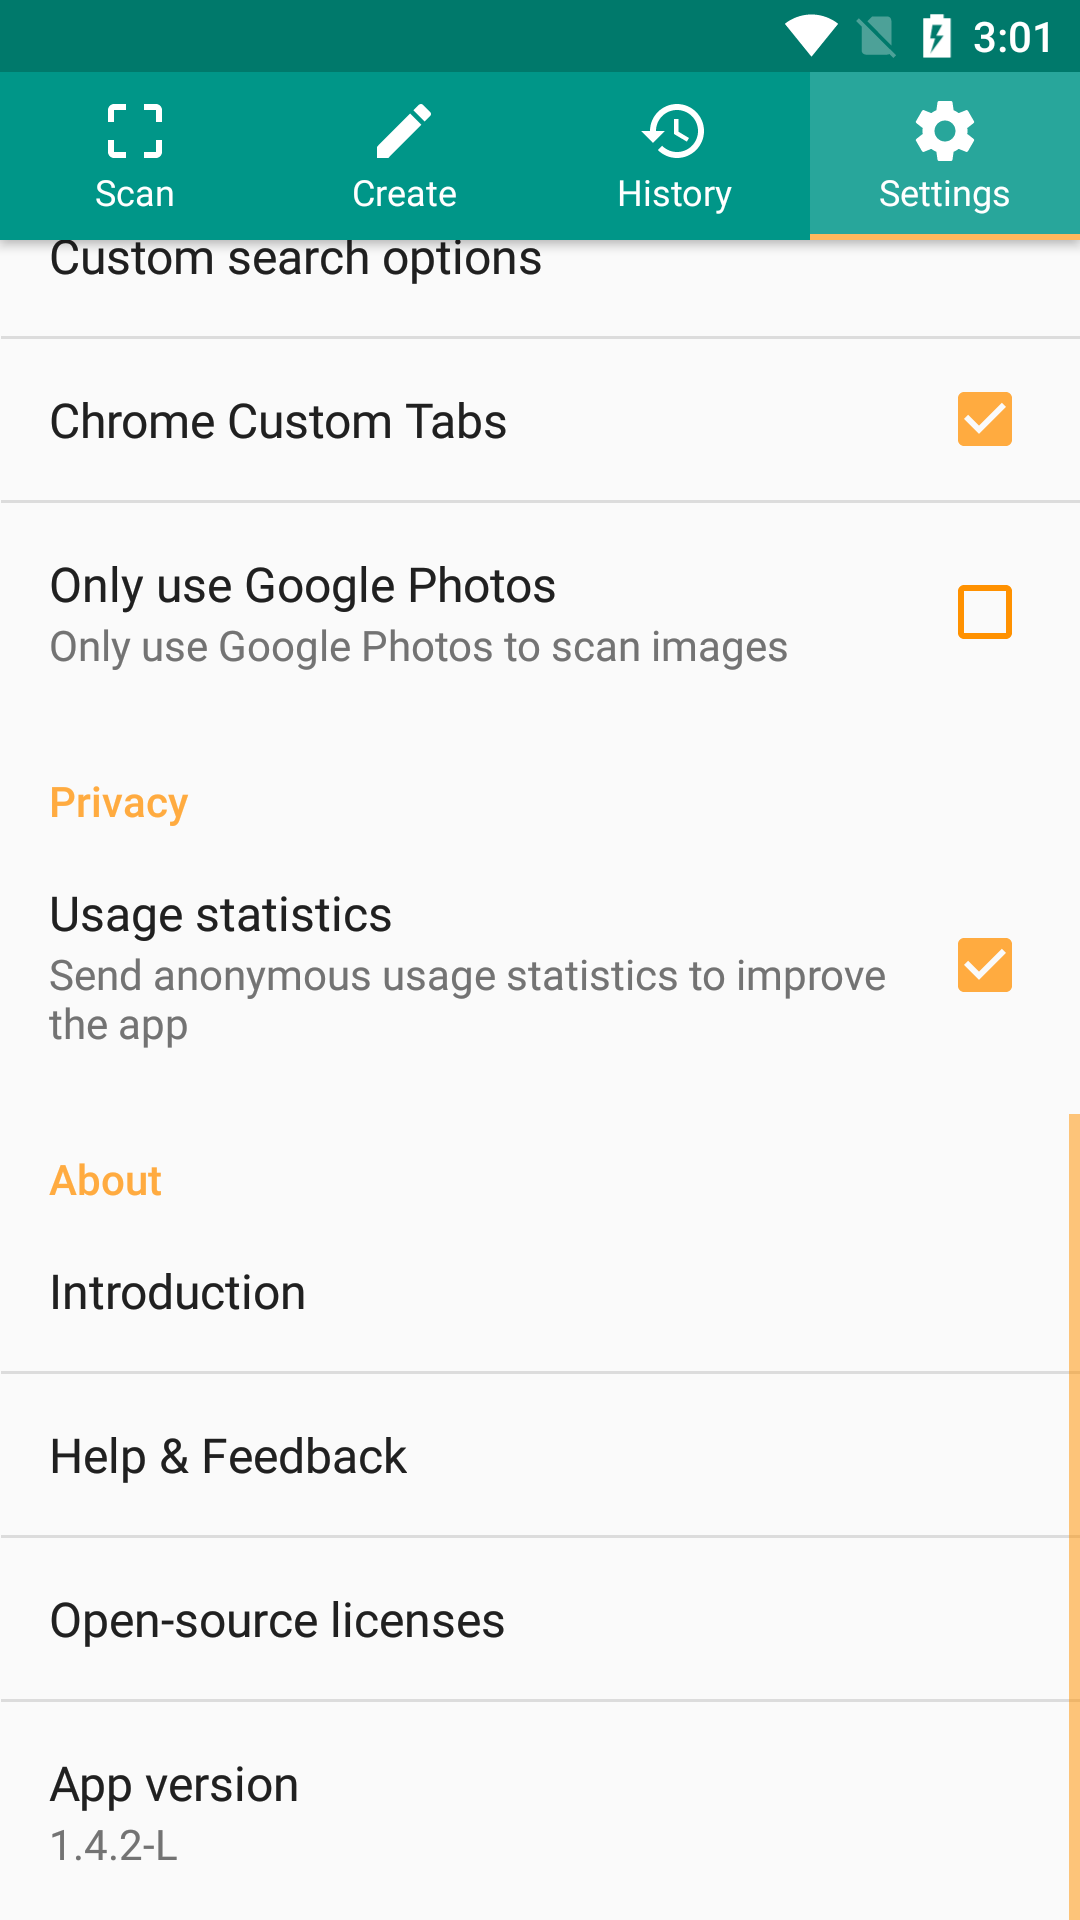 3:01
Scan
Create
History
Settings
Custom search options
Chrome Custom Tabs
Only use Google Photos
Only use Google Photos to scan images
Privacy
Usage statistics
Send anonymous usage statistics to improve
the app
About
Introduction
Help & Feedback
Open-source licenses
App version
1.4.2-L